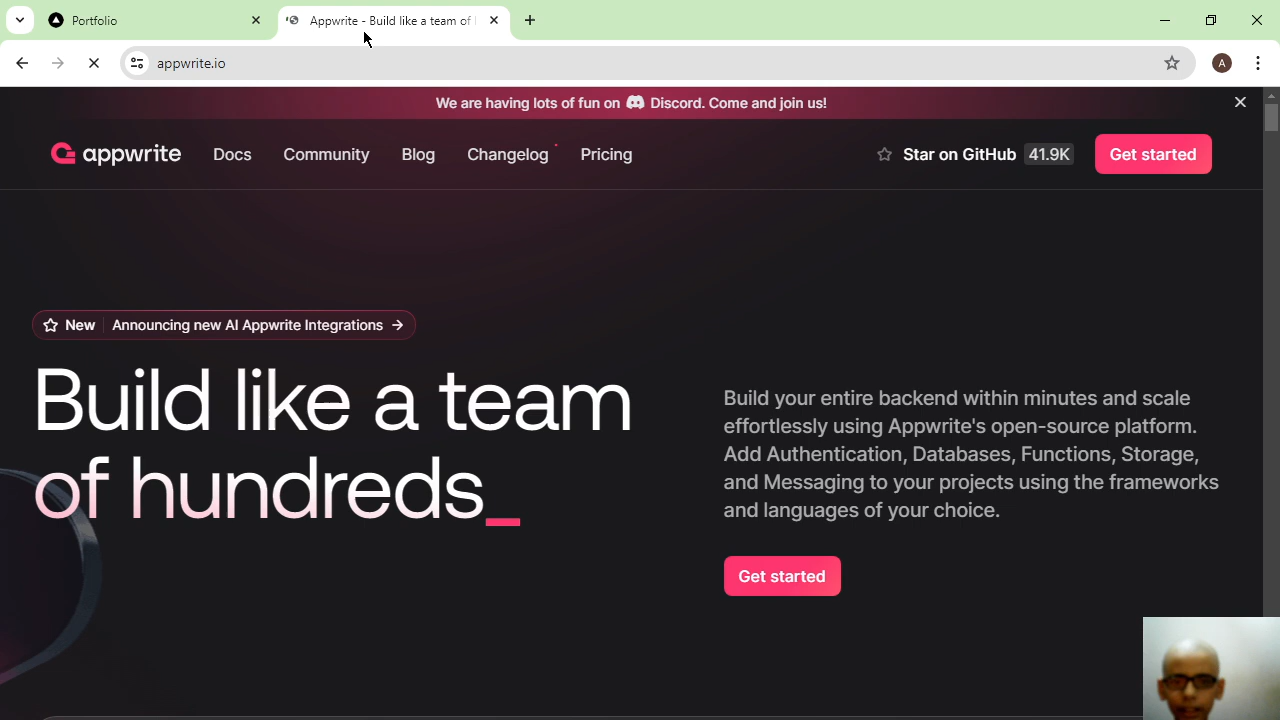 Portfolio
Appwrite - Build like a team of
appwrite.io
A
We are having lots of fun on Discord. Come and join us!
appwrite
Docs
Community
Blog
Changelog
Pricing
Star on GitHub 41.9K
Get started
New
Announcing new AI Appwrite Integrations →
Build like a team
of hundreds_
Build your entire backend within minutes and scale
effortlessly using Appwrite's open-source platform.
Add Authentication, Databases, Functions, Storage,
and Messaging to your projects using the frameworks
and languages of your choice.
Get started